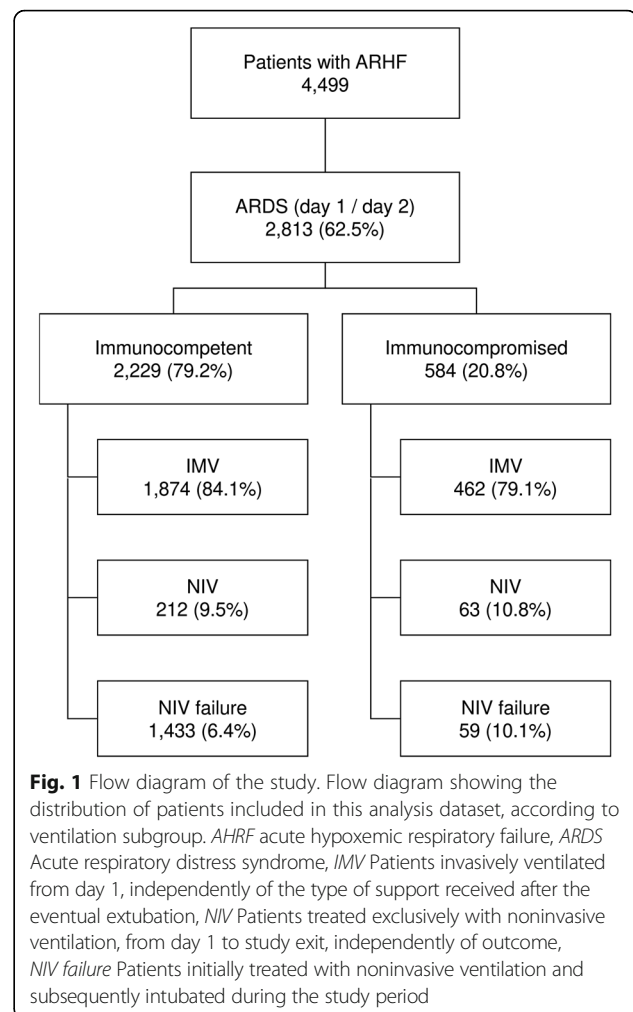 Patients with ARHF
4,499
ARDS (day 1 / day 2)
2,813 (62.5%)
Immunocompetent
2,229 (79.2%)
Immunocompromised
584 (20.8%)
IMV
1,874 (84.1%)
IMV
462 (79.1%)
NIV
212 (9.5%)
NIV
63 (10.8%)
NIV failure
1,433 (6.4%)
NIV failure
59 (10.1%)
Fig. 1 Flow diagram of the study. Flow diagram showing the
distribution of patients included in this analysis dataset, according to
ventilation subgroup. AHRF acute hypoxemic respiratory failure, ARDS
Acute respiratory distress syndrome, IMV Patients invasively ventilated
from day 1, independently of the type of support received after the
eventual extubation, NIV Patients treated exclusively with noninvasive
ventilation, from day 1 to study exit, independently of outcome,
NIV failure Patients initially treated with noninvasive ventilation and
subsequently intubated during the study period